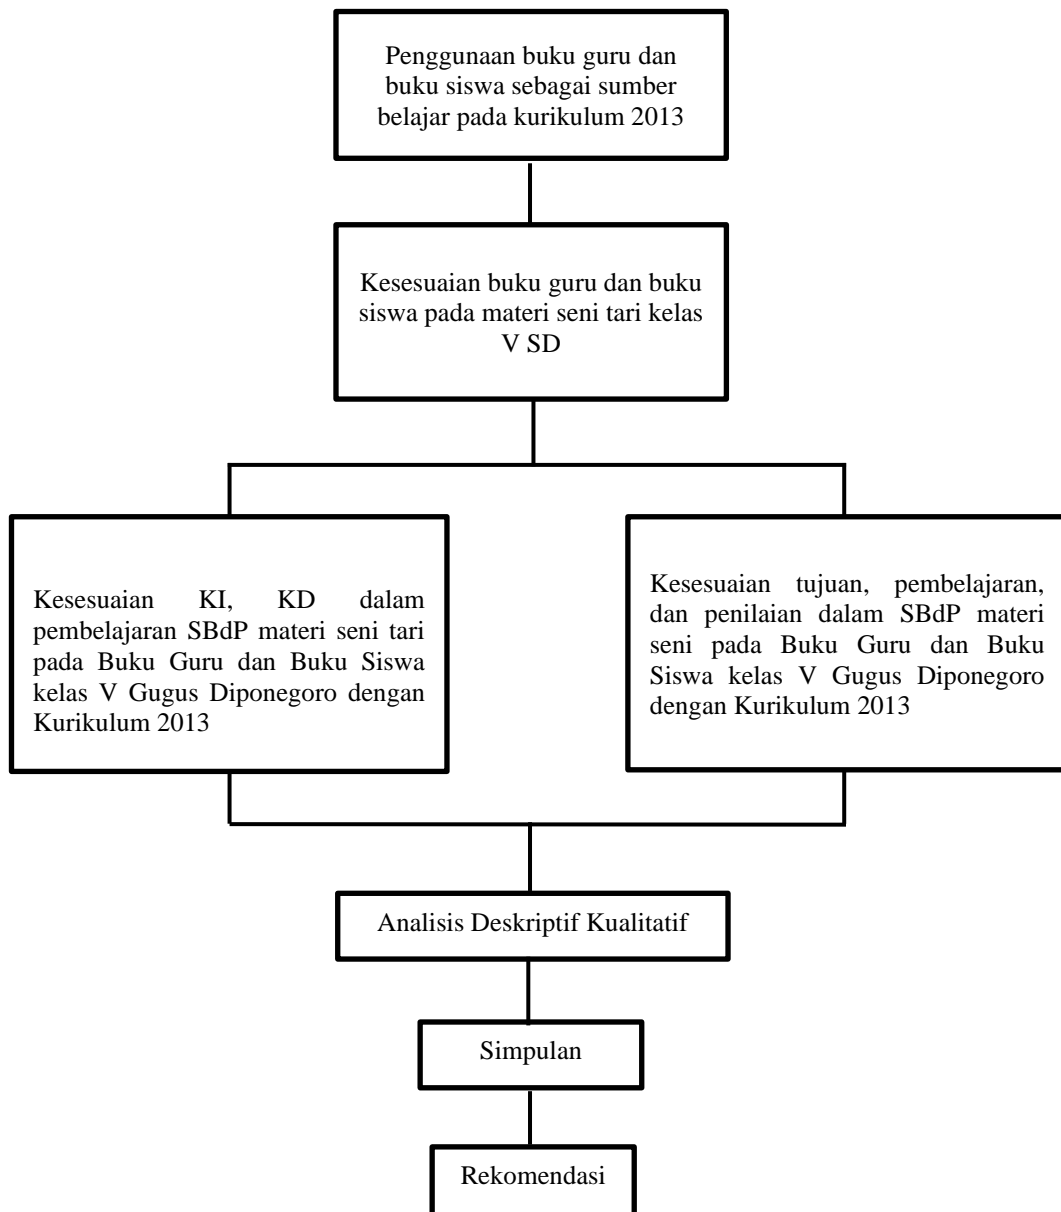 Penggunaan buku guru dan
buku siswa sebagai sumber
belajar pada kurikulum 2013
Kesesuaian buku guru dan buku
siswa pada materi seni tari kelas
V SD
Kesesuaian KI, KD dalam
pembelajaran SBdP materi seni tari
pada Buku Guru dan Buku Siswa
kelas V Gugus Diponegoro dengan
Kurikulum 2013
Kesesuaian tujuan, pembelajaran,
dan penilaian dalam SBdP materi
seni pada Buku Guru dan Buku
Siswa kelas V Gugus Diponegoro
dengan Kurikulum 2013
Analisis Deskriptif Kualitatif
Simpulan
Rekomendasi